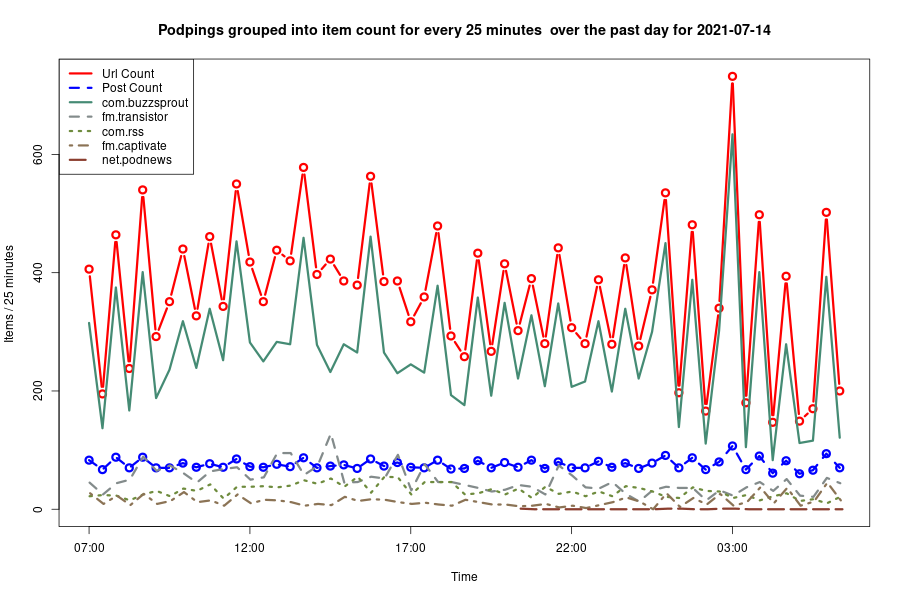 Podpings grouped into item count for every 25 minutes  over the past day for 2021-07-14
Url Count
Post Count
com.buzzsprout
fm.transistor
com.rss
fm.captivate
net.podnews
Items / 25 minutes
600
400
200
0
07:00 12:00 17:00 22:00 03:00
Time